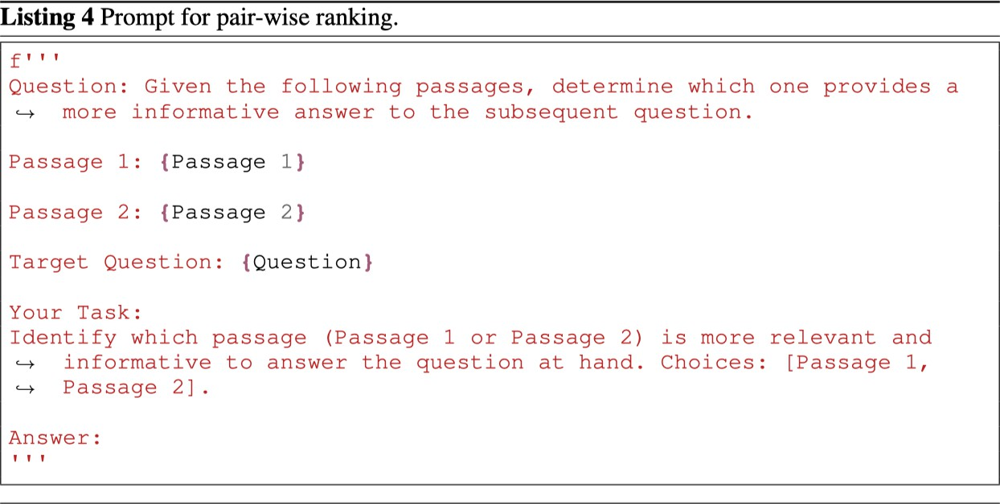 Listing 4 Prompt for pair-wise ranking.
f'''
Question: Given the following passages, determine which one provides a
↪ more informative answer to the subsequent question.
Passage 1: {Passage 1}
Passage 2: {Passage 2}
Target Question: {Question}
Your Task:
Identify which passage (Passage 1 or Passage 2) is more relevant and
↪ informative to answer the question at hand. Choices: [Passage 1,
↪ Passage 2].
Answer:
'''